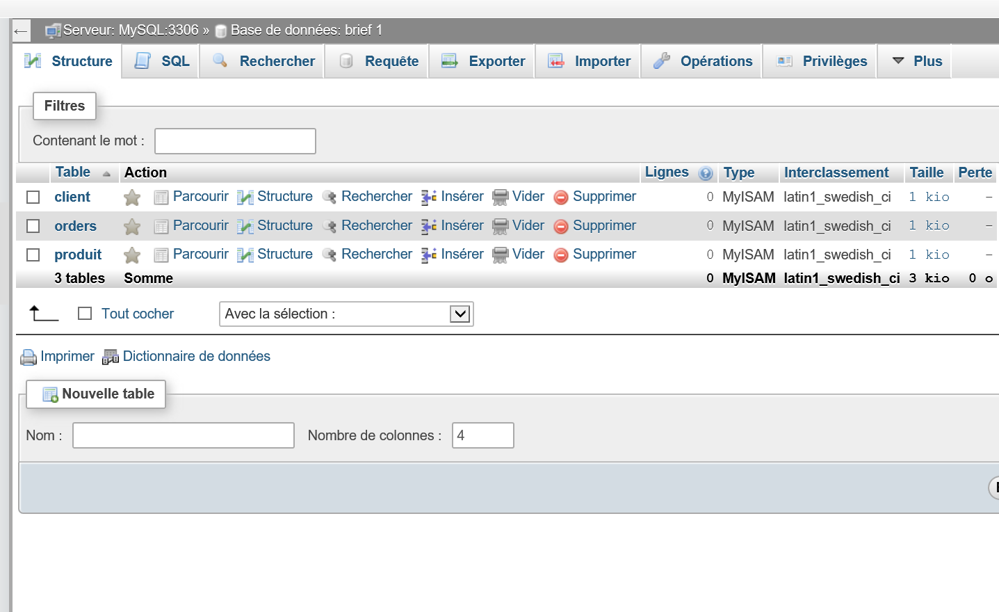 ← Serveur: MySQL:3306 » Base de données: brief 1
Structure SQL Rechercher Requête Exporter Importer Opérations Privilèges Plus
Filtres
Contenant le mot :
Table Action Lignes Type Interclassement Taille Perte
client Parcourir Structure Rechercher Insérer Vider Supprimer 0 MyISAM latin1_swedish_ci 1 kio –
orders Parcourir Structure Rechercher Insérer Vider Supprimer 0 MyISAM latin1_swedish_ci 1 kio –
produit Parcourir Structure Rechercher Insérer Vider Supprimer 0 MyISAM latin1_swedish_ci 1 kio –
3 tables Somme 0 MyISAM latin1_swedish_ci 3 kio 0 o
Tout cocher Avec la sélection :
Imprimer Dictionnaire de données
Nouvelle table
Nom : Nombre de colonnes : 4